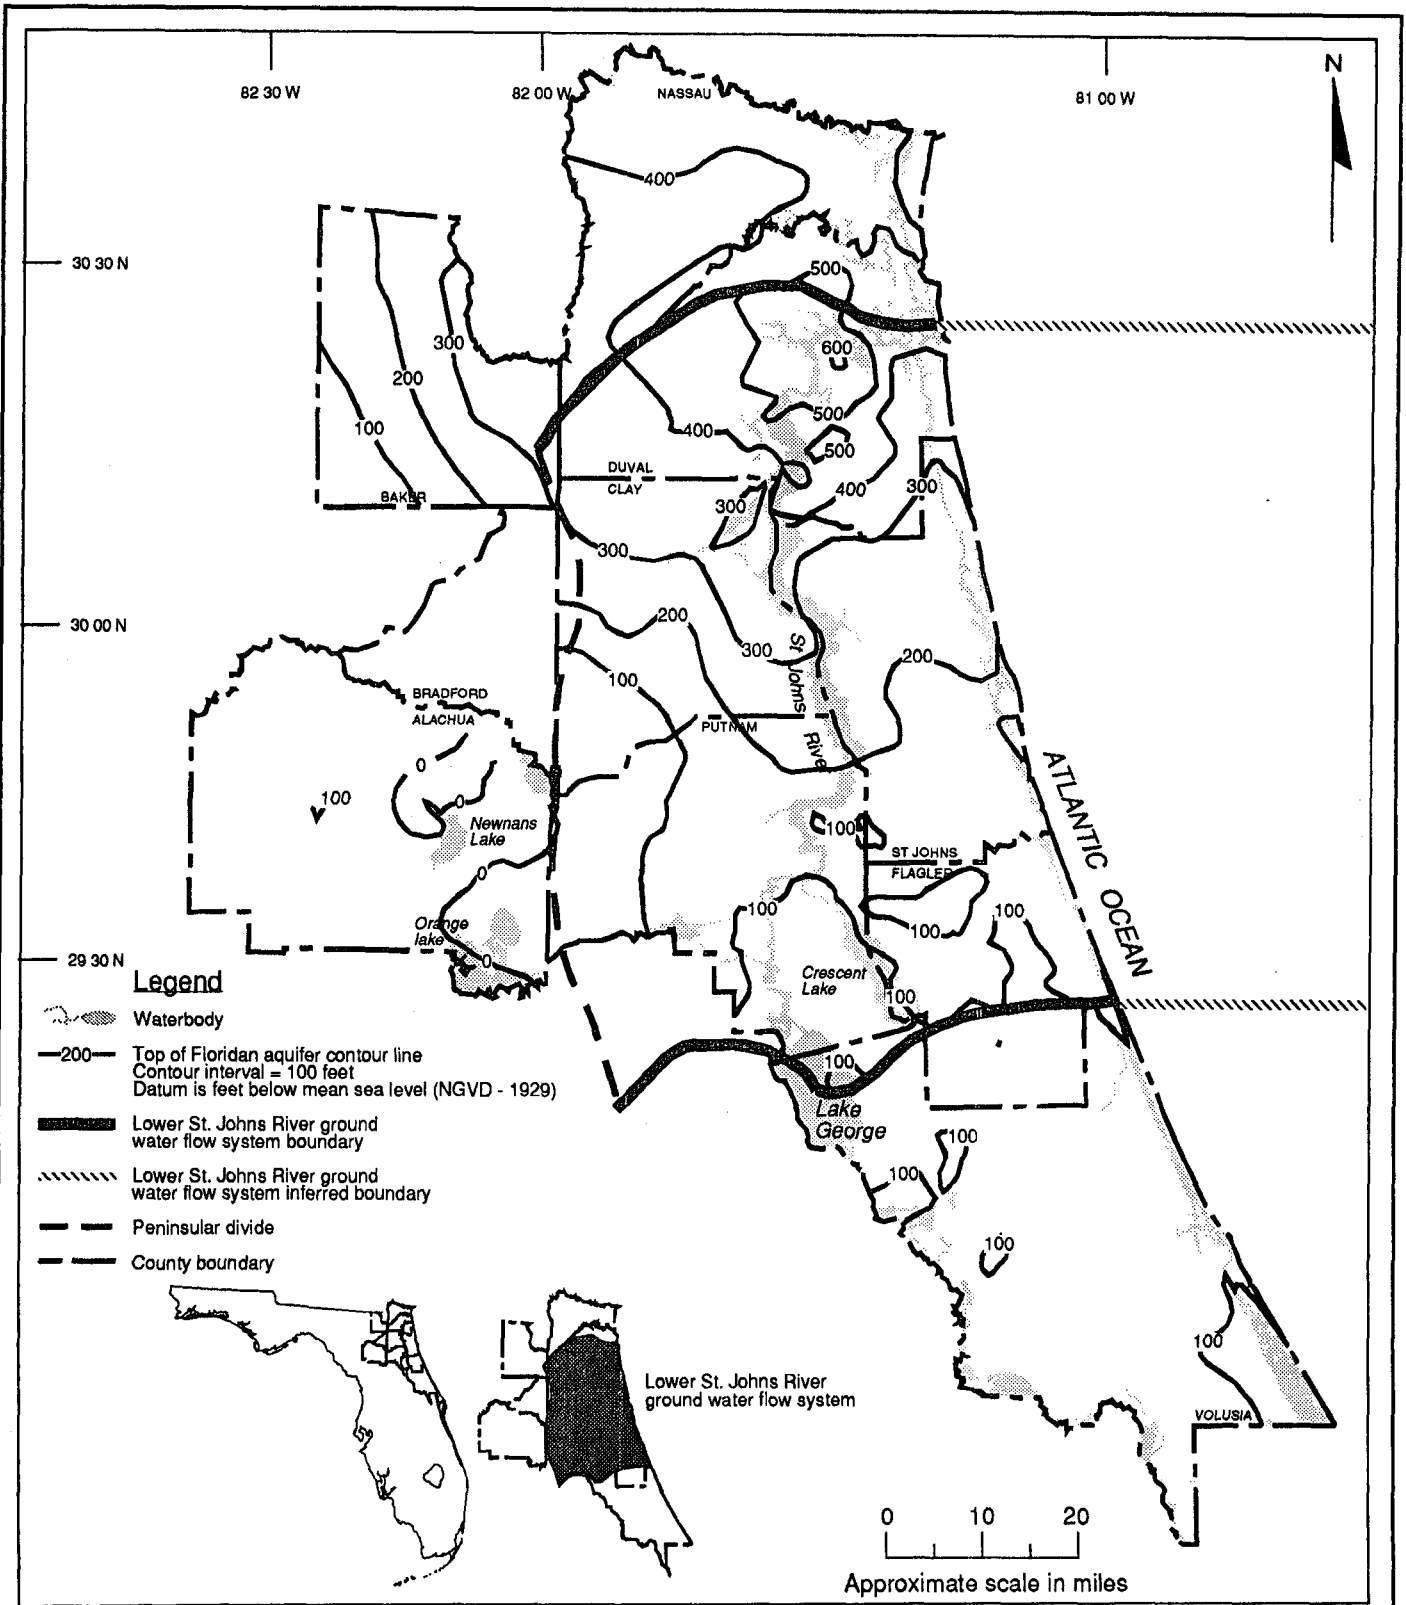 82 30 W
82 00 W
NASSAU
81 00 W
N
400
30 30 N
500
300
600
200
500
100
400
500
DUVAL
CLAY
400
300
BAKER
300
300
200
30 00 N
300
200
100
St Johns River
BRADFORD
ALACHUA
PUTNAM
0
ATLANTIC OCEAN
100
0
Newnans
Lake
100
ST JOHNS
FLAGLER
0
100
100
100
Orange
lake
0
29 30 N
Crescent
Lake
100
Legend
Waterbody
200
Top of Floridan aquifer contour line
Contour interval = 100 feet
Datum is feet below mean sea level (NGVD - 1929)
100
Lake
George
Lower St. Johns River ground
water flow system boundary
100
Lower St. Johns River ground
water flow system inferred boundary
100
Peninsular divide
100
County boundary
100
Lower St. Johns River
ground water flow system
VOLUSIA
0 10 20
Approximate scale in miles